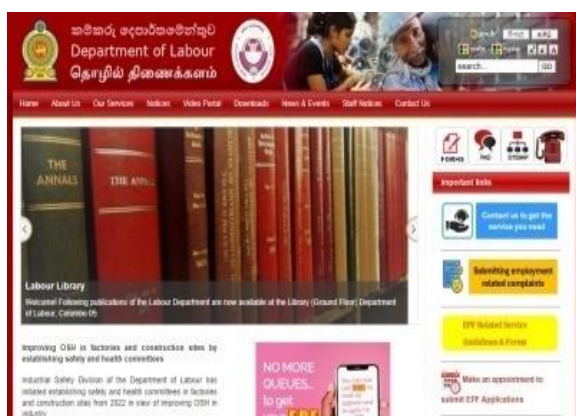 කම්කරු දෙපාර්තමේන්තුව
Department of Labour
தொழில் திணைக்களம்
සිංහල தமிழ்
A A A
search... GO
Home About Us Our Services Notices Video Portal Downloads News & Events Staff Notices Contact Us
THE ANNALS
THE
FORMS FAQ SITEMAP
Important links
Contact us to get the
service you need
Submitting employment
related complaints
EPF Related Service
Guidelines & Forms
Make an appointment to
submit EPF Applications
Labour Library
Welcome! Following publications of the Labour Department are now available at the Library (Ground Floor) Department
of Labour, Colombo 05.
Improving OSH in factories and construction sites by
establishing safety and health committees
Industrial Safety Division of the Department of Labour has
initiated establishing safety and health committees in factories
and construction sites from 2022 in view of improving OSH in
industry
NO MORE
QUEUES...
to get
EPF